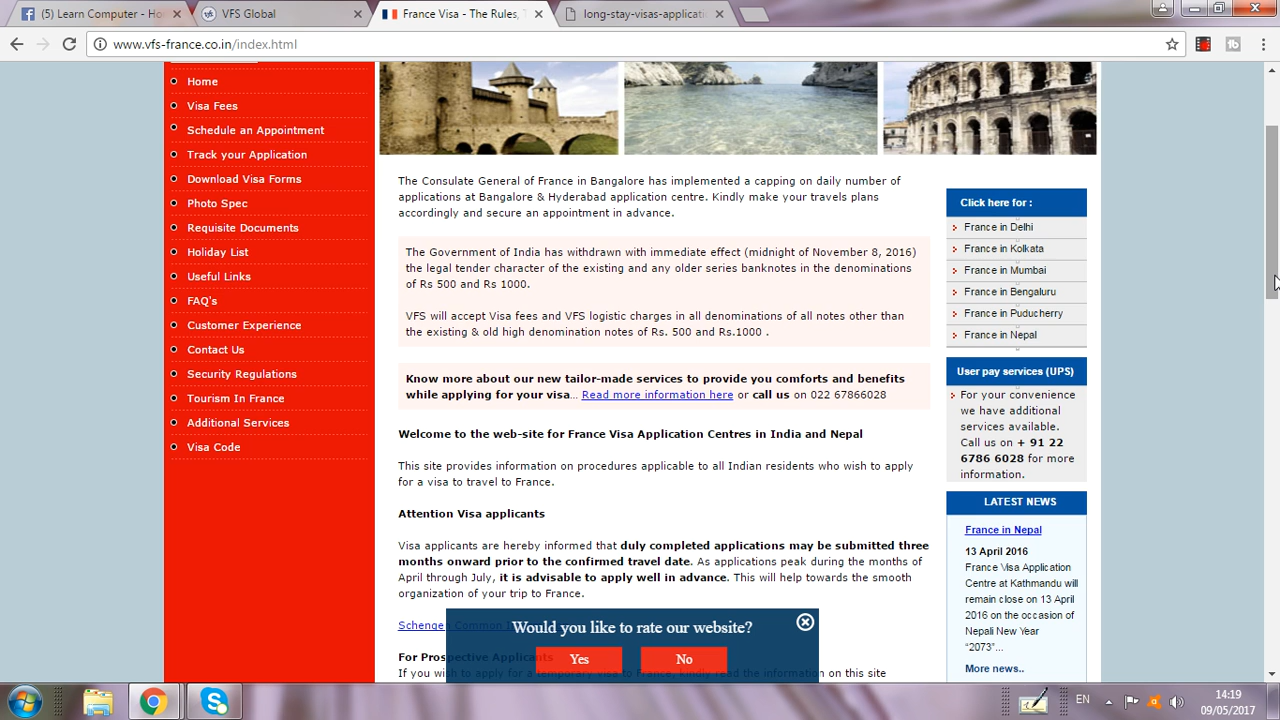 (5) Learn Computer - Ho
VFS Global
France Visa - The Rules, T
long-stay-visas-applicati
www.vfs-france.co.in/index.html
Home
Visa Fees
Schedule an Appointment
Track your Application
Download Visa Forms
Photo Spec
Requisite Documents
Holiday List
Useful Links
FAQ's
Customer Experience
Contact Us
Security Regulations
Tourism In France
Additional Services
Visa Code
The Consulate General of France in Bangalore has implemented a capping on daily number of
applications at Bangalore & Hyderabad application centre. Kindly make your travels plans
accordingly and secure an appointment in advance.
The Government of India has withdrawn with immediate effect (midnight of November 8, 2016)
the legal tender character of the existing and any older series banknotes in the denominations
of Rs 500 and Rs 1000.
VFS will accept Visa fees and VFS logistic charges in all denominations of all notes other than
the existing & old high denomination notes of Rs. 500 and Rs.1000 .
Know more about our new tailor-made services to provide you comforts and benefits
while applying for your visa... Read more information here or call us on 022 67866028
Welcome to the web-site for France Visa Application Centres in India and Nepal
This site provides information on procedures applicable to all Indian residents who wish to apply
for a visa to travel to France.
Attention Visa applicants
Visa applicants are hereby informed that duly completed applications may be submitted three
months onward prior to the confirmed travel date. As applications peak during the months of
April through July, it is advisable to apply well in advance. This will help towards the smooth
organization of your trip to France.
Schengen Common I
For Prospective Applicants
If you wish to apply for a temporary visa to France, kindly read the information on this site
Would you like to rate our website?
Yes
No
Click here for :
France in Delhi
France in Kolkata
France in Mumbai
France in Bengaluru
France in Puducherry
France in Nepal
User pay services (UPS)
For your convenience
we have additional
services available.
Call us on + 91 22
6786 6028 for more
information.
LATEST NEWS
France in Nepal
13 April 2016
France Visa Application
Centre at Kathmandu will
remain close on 13 April
2016 on the occasion of
Nepali New Year
“2073”...
More news..
EN
14:19
09/05/2017